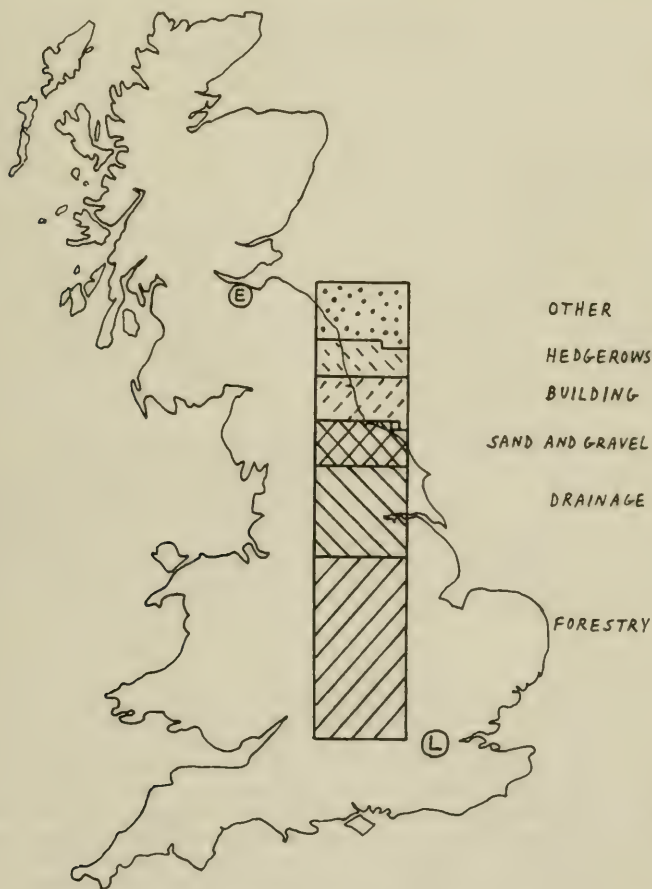 E
OTHER
HEDGEROWS
BUILDING
SAND AND GRAVEL
DRAINAGE
FORESTRY
L